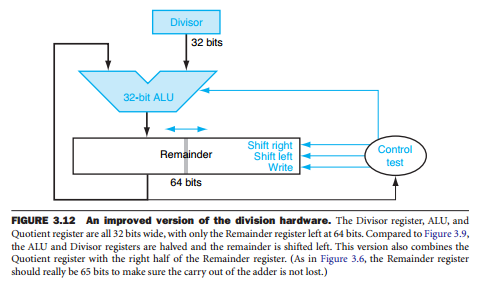 Divisor
32 bits
32-bit ALU
Remainder
Shift right
Shift left
Write
Control
test
64 bits
FIGURE 3.12 An improved version of the division hardware. The Divisor register, ALU, and
Quotient register are all 32 bits wide, with only the Remainder register left at 64 bits. Compared to Figure 3.9,
the ALU and Divisor registers are halved and the remainder is shifted left. This version also combines the
Quotient register with the right half of the Remainder register. (As in Figure 3.6, the Remainder register
should really be 65 bits to make sure the carry out of the adder is not lost.)